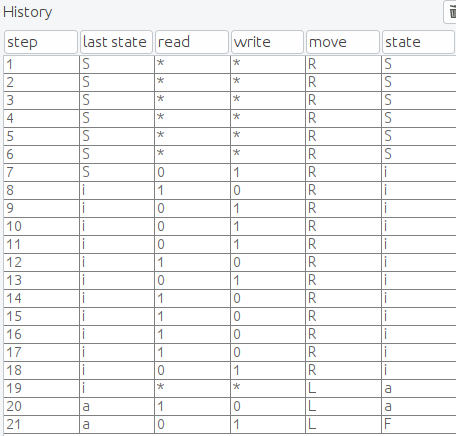 History
step last state read write move state
1 S * * R S
2 S * * R S
3 S * * R S
4 S * * R S
5 S * * R S
6 S * * R S
7 S 0 1 R i
8 i 1 0 R i
9 i 0 1 R i
10 i 0 1 R i
11 i 0 1 R i
12 i 1 0 R i
13 i 0 1 R i
14 i 1 0 R i
15 i 1 0 R i
16 i 1 0 R i
17 i 1 0 R i
18 i 0 1 R i
19 i * * L a
20 a 1 0 L a
21 a 0 1 L F